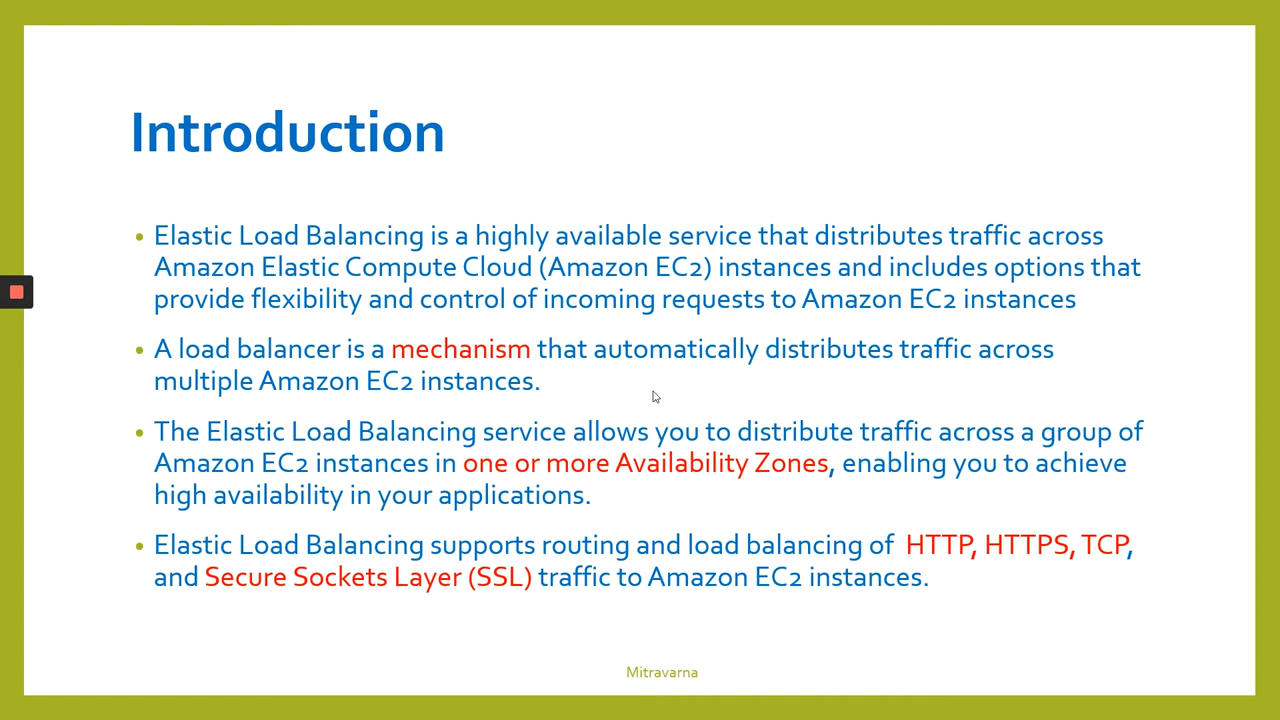 Introduction
• Elastic Load Balancing is a highly available service that distributes traffic across
Amazon Elastic Compute Cloud (Amazon EC2) instances and includes options that
provide flexibility and control of incoming requests to Amazon EC2 instances
• A load balancer is a mechanism that automatically distributes traffic across
multiple Amazon EC2 instances.
• The Elastic Load Balancing service allows you to distribute traffic across a group of
Amazon EC2 instances in one or more Availability Zones, enabling you to achieve
high availability in your applications.
• Elastic Load Balancing supports routing and load balancing of  HTTP, HTTPS, TCP,
and Secure Sockets Layer (SSL) traffic to Amazon EC2 instances.
Mitravarna